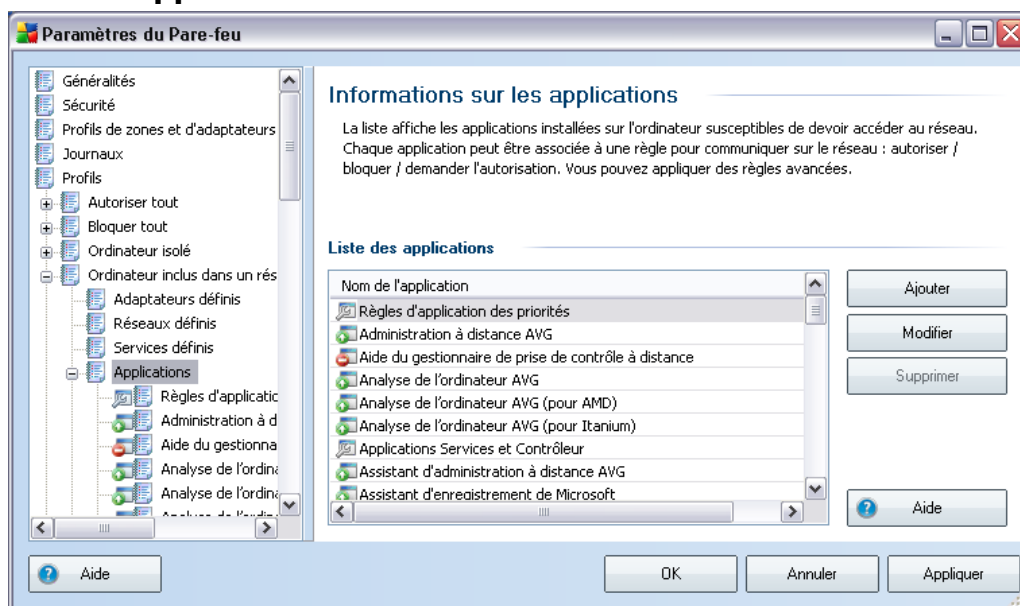 Paramètres du Pare-feu
Généralités
Sécurité
Profils de zones et d'adaptateurs
Journaux
Profils
Autoriser tout
Bloquer tout
Ordinateur isolé
Ordinateur inclus dans un rés
Adaptateurs définis
Réseaux définis
Services définis
Applications
Règles d'applicatic
Administration à d
Aide du gestionna
Analyse de l'ordina
Analyse de l'ordina
Informations sur les applications
La liste affiche les applications installées sur l'ordinateur susceptibles de devoir accéder au réseau.
Chaque application peut être associée à une règle pour communiquer sur le réseau : autoriser /
bloquer / demander l'autorisation. Vous pouvez appliquer des règles avancées.
Liste des applications
Nom de l'application
Règles d'application des priorités
Administration à distance AVG
Aide du gestionnaire de prise de contrôle à distance
Analyse de l'ordinateur AVG
Analyse de l'ordinateur AVG (pour AMD)
Analyse de l'ordinateur AVG (pour Itanium)
Applications Services et Contrôleur
Assistant d'administration à distance AVG
Assistant d'enregistrement de Microsoft
Ajouter
Modifier
Supprimer
Aide
Aide
OK
Annuler
Appliquer